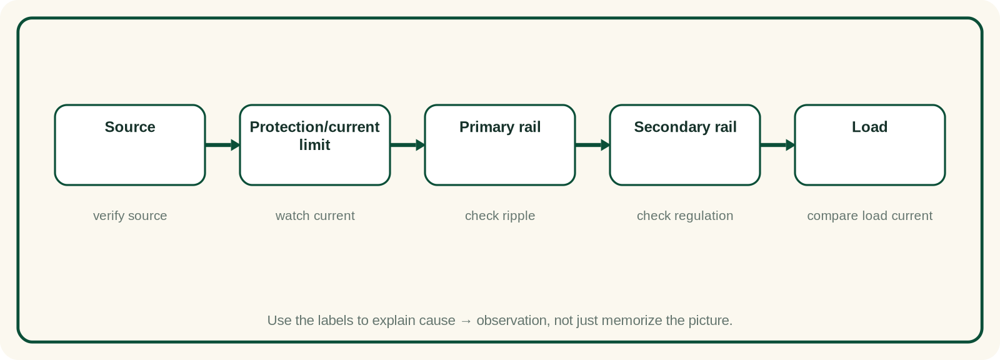 Source
Protection/current
limit
Primary rail
Secondary rail
Load
verify source
watch current
check ripple
check regulation
compare load current
Use the labels to explain cause → observation, not just memorize the picture.